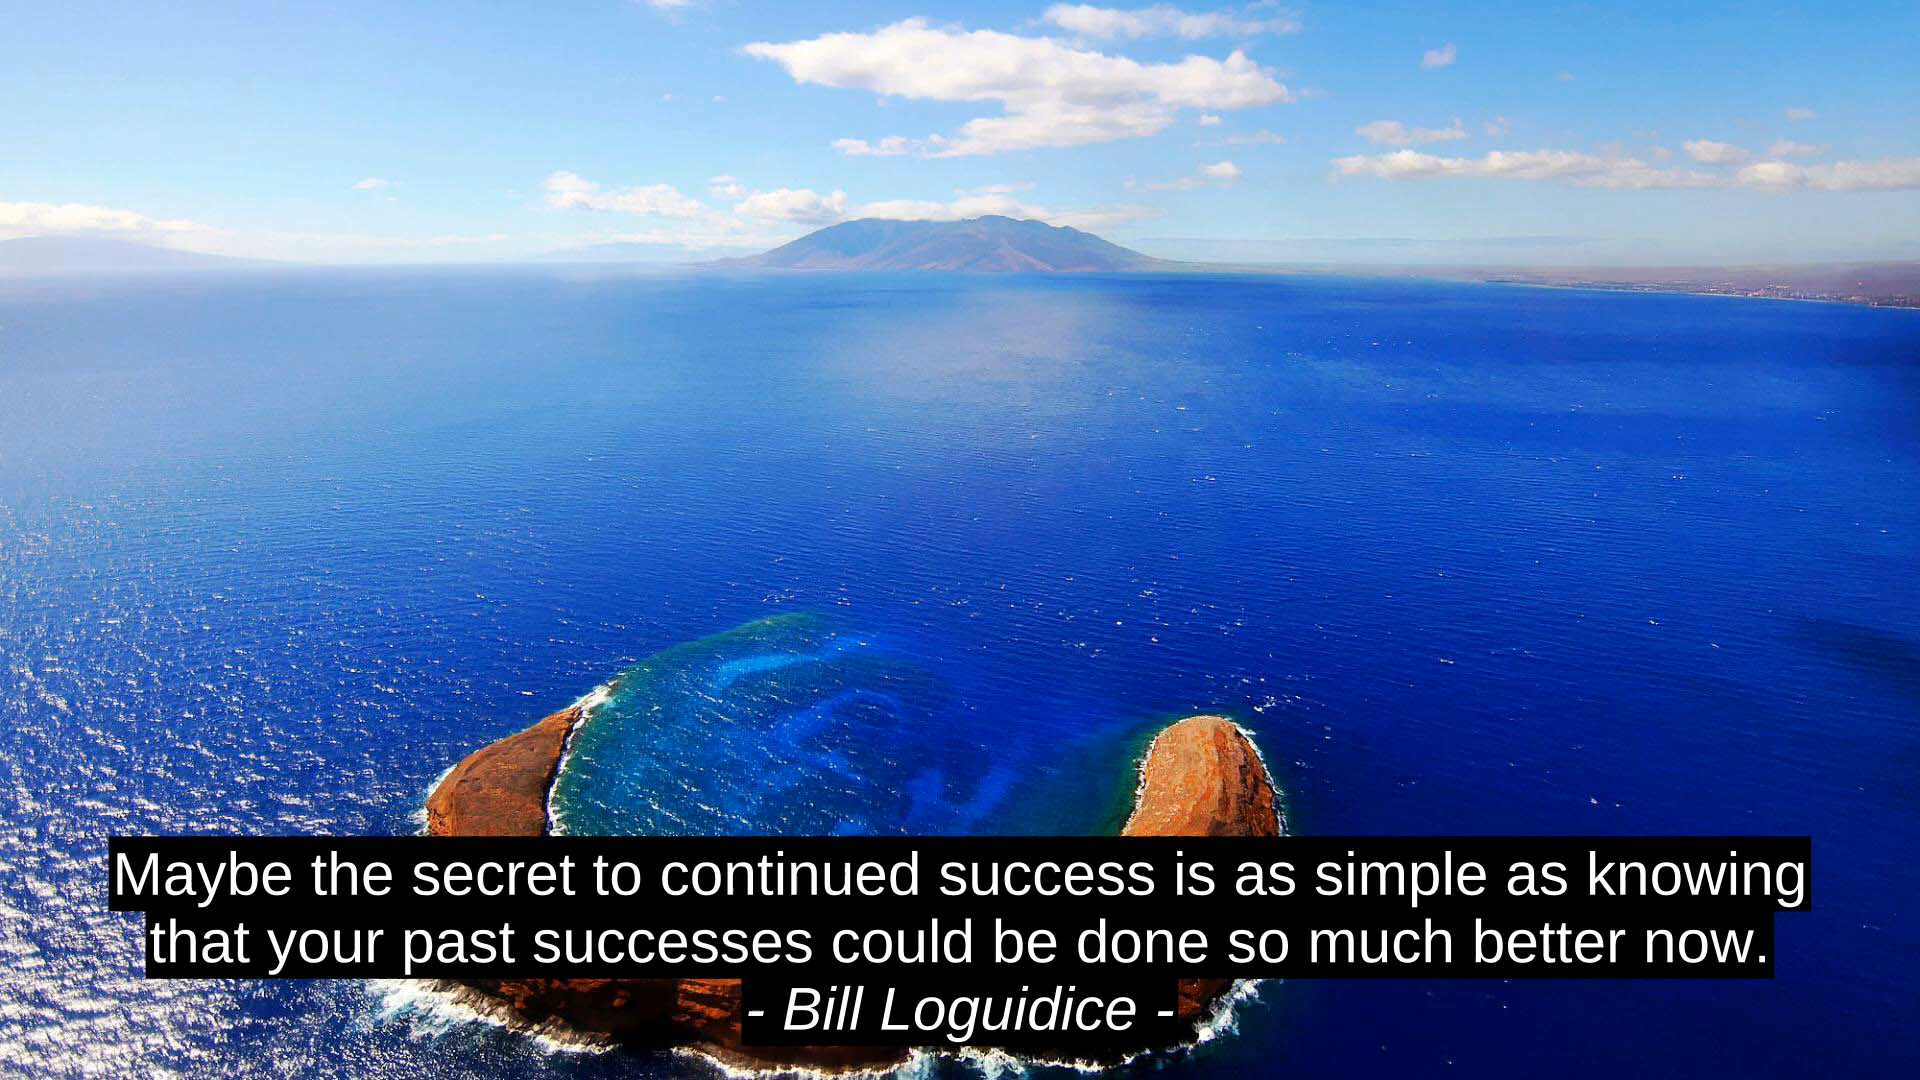 Maybe the secret to continued success is as simple as knowing
that your past successes could be done so much better now.
- Bill Loguidice -